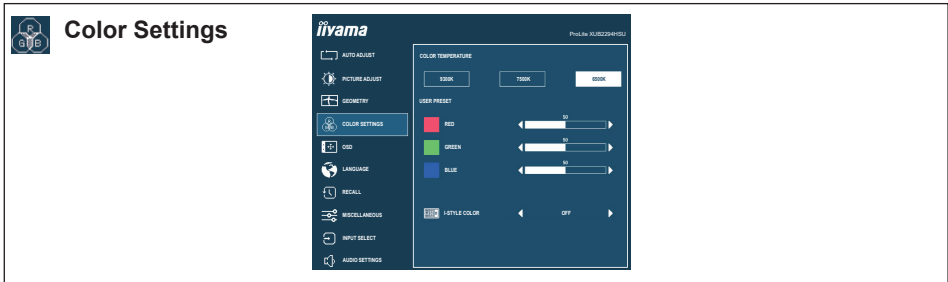 R
G B
Color Settings
iiyama
ProLite XUB2294HSU
AUTO ADJUST
PICTURE ADJUST
GEOMETRY
COLOR SETTINGS
OSD
LANGUAGE
RECALL
MISCELLANEOUS
INPUT SELECT
AUDIO SETTINGS
COLOR TEMPERATURE
9300K 7500K 6500K
USER PRESET
RED 50
GREEN 50
BLUE 50
I-STYLE COLOR OFF